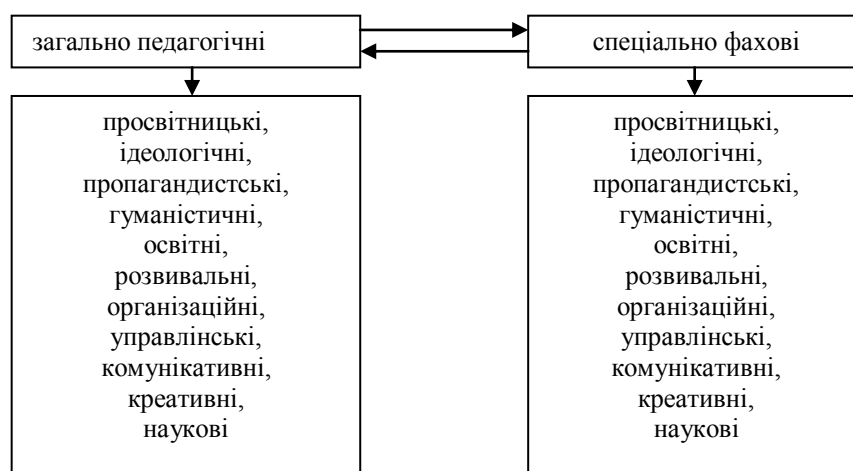 загально педагогічні
спеціально фахові
просвітницькі,
ідеологічні,
пропагандистські,
гуманістичні,
освітні,
розвивальні,
організаційні,
управлінські,
комунікативні,
креативні,
наукові
просвітницькі,
ідеологічні,
пропагандистські,
гуманістичні,
освітні,
розвивальні,
організаційні,
управлінські,
комунікативні,
креативні,
наукові